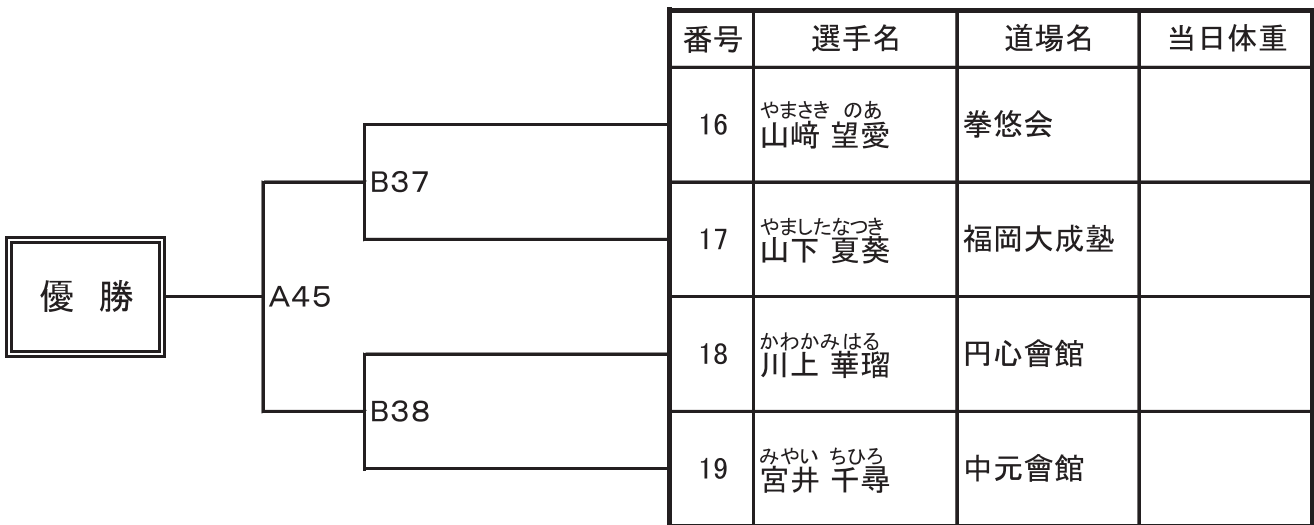 番号 選手名 道場名 当日体重
やまさき のあ
16 山﨑 望愛 拳悠会
B37
やましたなつき
17 山下 夏葵 福岡大成塾
優 勝
A45
かわかみはる
18 川上 華瑠 円心會館
B38
みやい ちひろ
19 宮井 千尋 中元會館